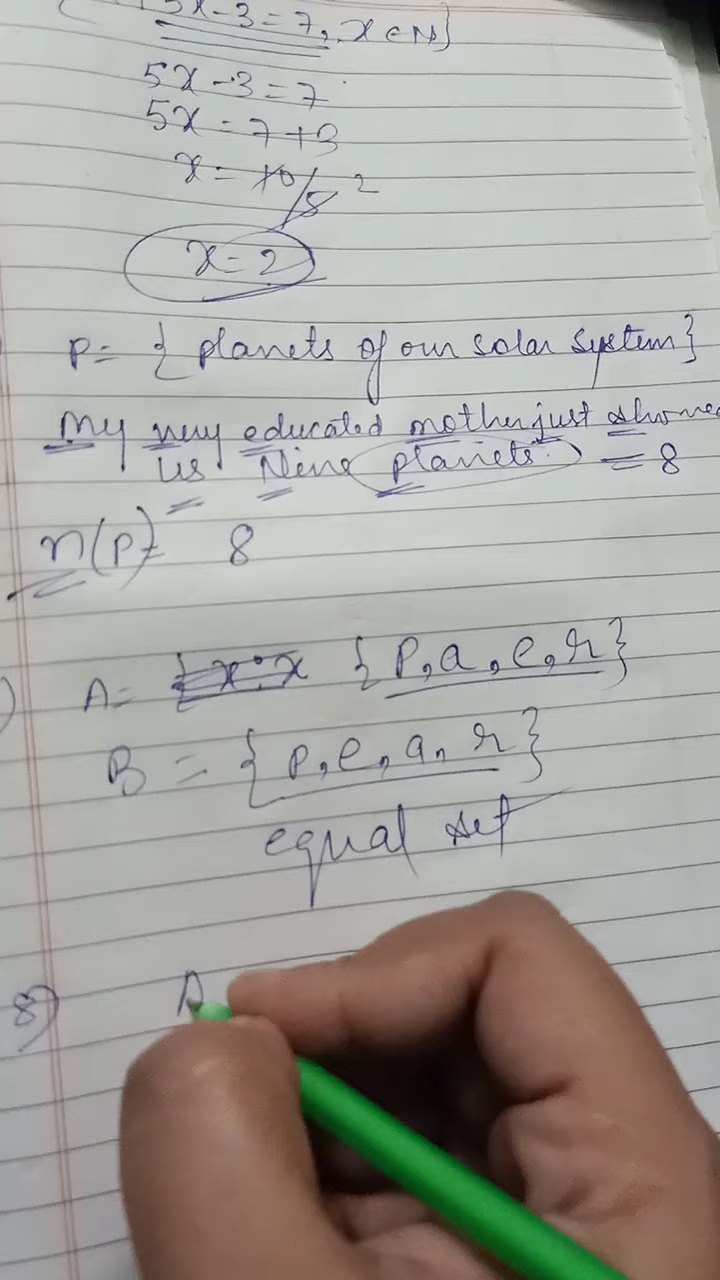 5x-3=7, x∈N}
5x-3=7
5x=7+3
x=10/5 2
x=2
P= { planets of our solar system}
My very educated mother just showed
us Nine planets. = 8
n(P)= 8
A= {x:x {P,a,e,r}
B = {p,e,a,r}
equal set
8) A